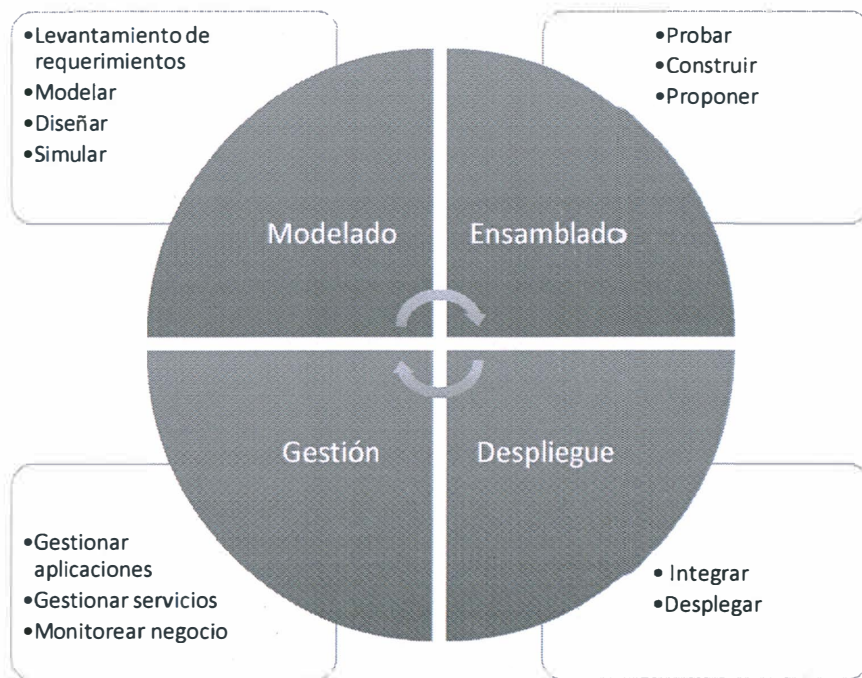 •Levantamiento de
requerimientos
•Modelar
•Diseñar
•Simular
•Probar
•Construir
•Proponer
Modelado
Ensamblado
Gestión
Despliegue
•Gestionar
aplicaciones
•Gestionar servicios
•Monitorear negocio
• Integrar
•Desplegar